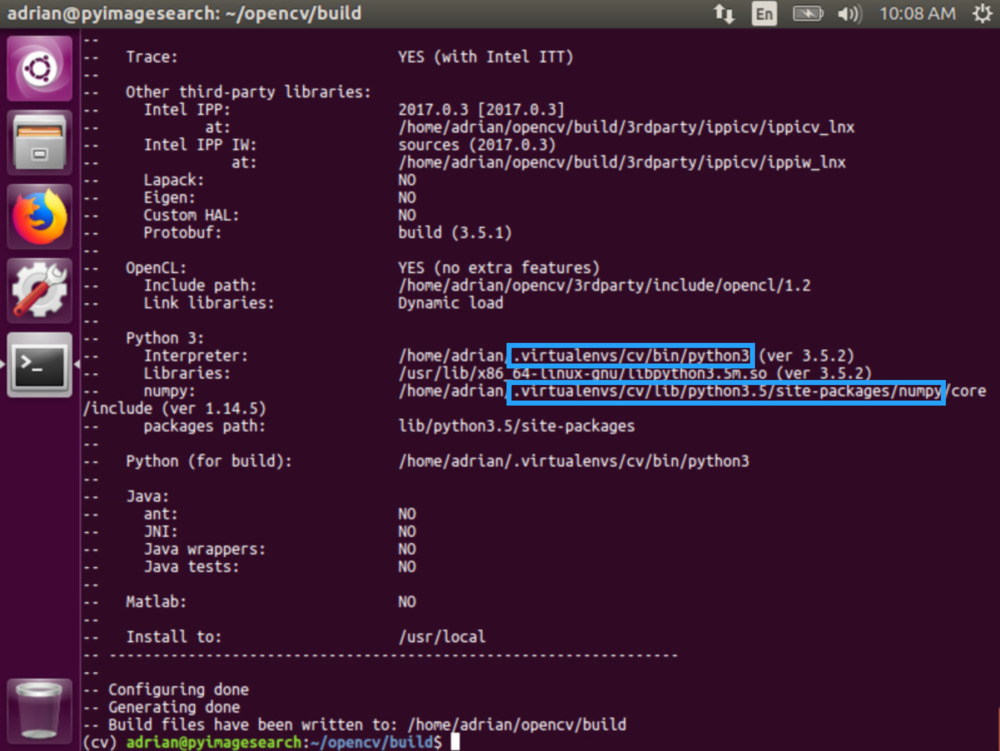 adrian@pyimagesearch: ~/opencv/build En 10:08 AM
--
-- Trace: YES (with Intel ITT)
--
-- Other third-party libraries:
-- Intel IPP: 2017.0.3 [2017.0.3]
-- at: /home/adrian/opencv/build/3rdparty/ippicv/ippicv_lnx
-- Intel IPP IW: sources (2017.0.3)
-- at: /home/adrian/opencv/build/3rdparty/ippicv/ippiw_lnx
-- Lapack: NO
-- Eigen: NO
-- Custom HAL: NO
-- Protobuf: build (3.5.1)
--
-- OpenCL: YES (no extra features)
-- Include path: /home/adrian/opencv/3rdparty/include/opencl/1.2
-- Link libraries: Dynamic load
--
-- Python 3:
-- Interpreter: /home/adrian/.virtualenvs/cv/bin/python3 (ver 3.5.2)
-- Libraries: /usr/lib/x86_64-linux-gnu/libpython3.5m.so (ver 3.5.2)
-- numpy: /home/adrian/.virtualenvs/cv/lib/python3.5/site-packages/numpy/core
/include (ver 1.14.5)
-- packages path: lib/python3.5/site-packages
--
-- Python (for build): /home/adrian/.virtualenvs/cv/bin/python3
--
-- Java:
-- ant: NO
-- JNI: NO
-- Java wrappers: NO
-- Java tests: NO
--
-- Matlab: NO
--
-- Install to: /usr/local
-- -----------------------------------------------------------------
--
-- Configuring done
-- Generating done
-- Build files have been written to: /home/adrian/opencv/build
(cv) adrian@pyimagesearch:~/opencv/build$